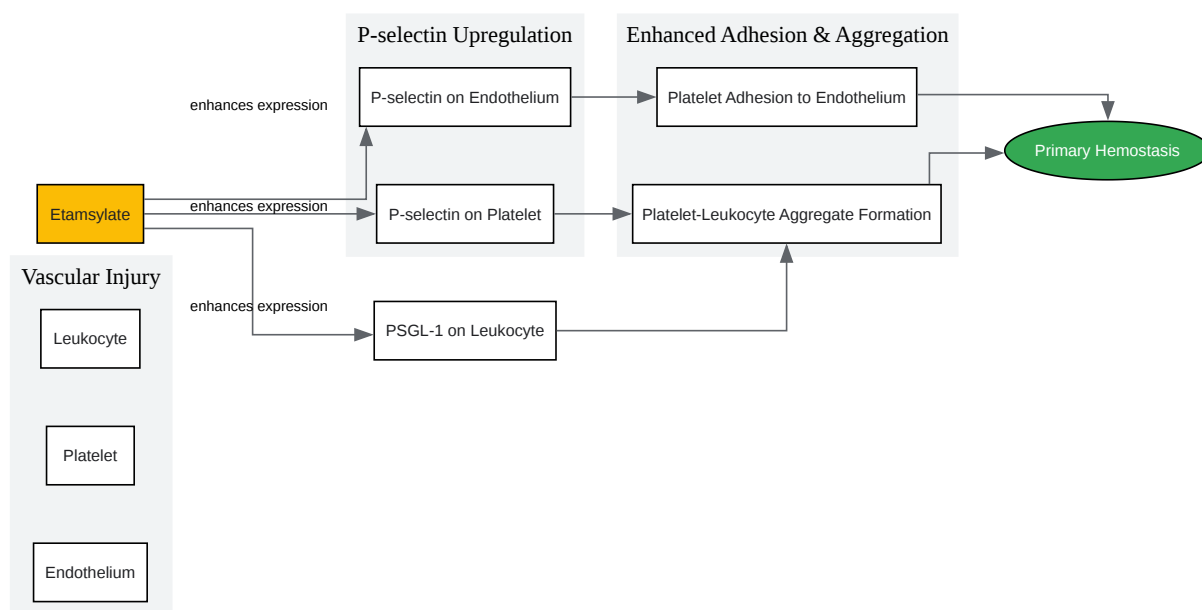 P-selectin Upregulation
Enhanced Adhesion & Aggregation
enhances expression
P-selectin on Endothelium
Platelet Adhesion to Endothelium
Primary Hemostasis
Etamsylate
enhances expression
P-selectin on Platelet
Platelet-Leukocyte Aggregate Formation
Vascular Injury
enhances expression
PSGL-1 on Leukocyte
Leukocyte
Platelet
Endothelium